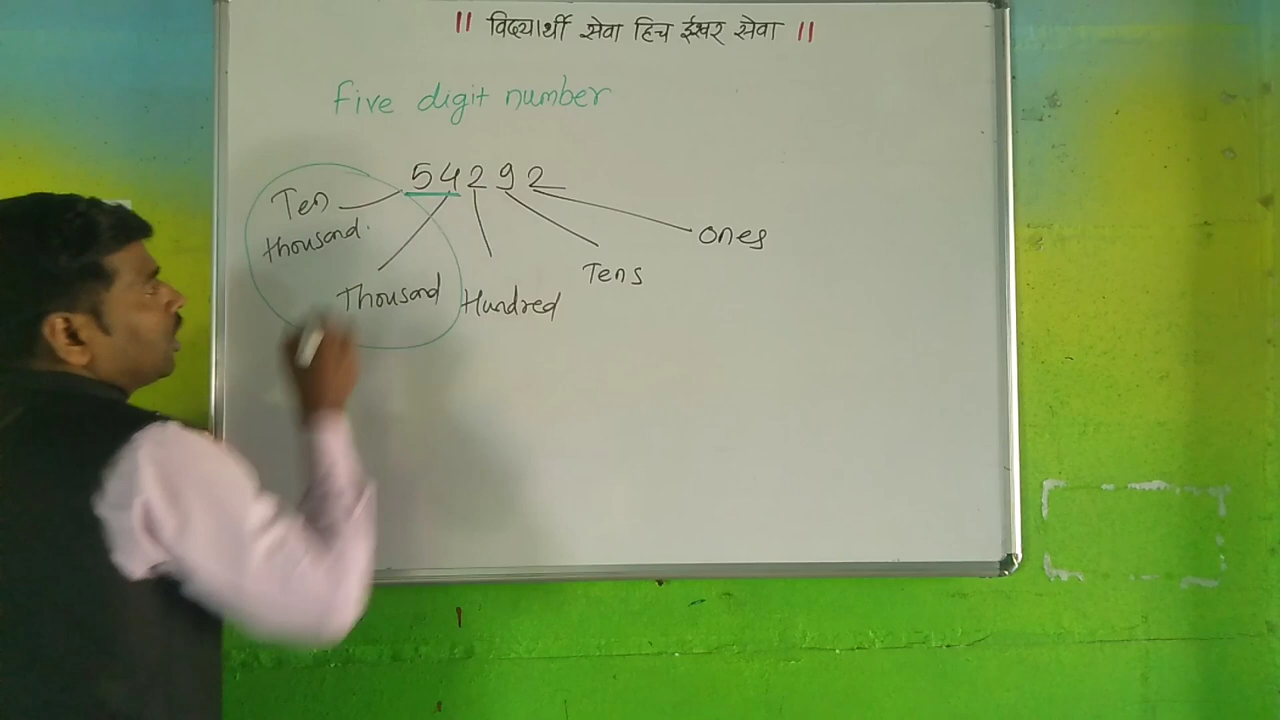 || विद्यार्थी सेवा हिच ईश्वर सेवा ||
five digit number
54292
Ten
thousand.
Thousand
Hundred
Tens
ones